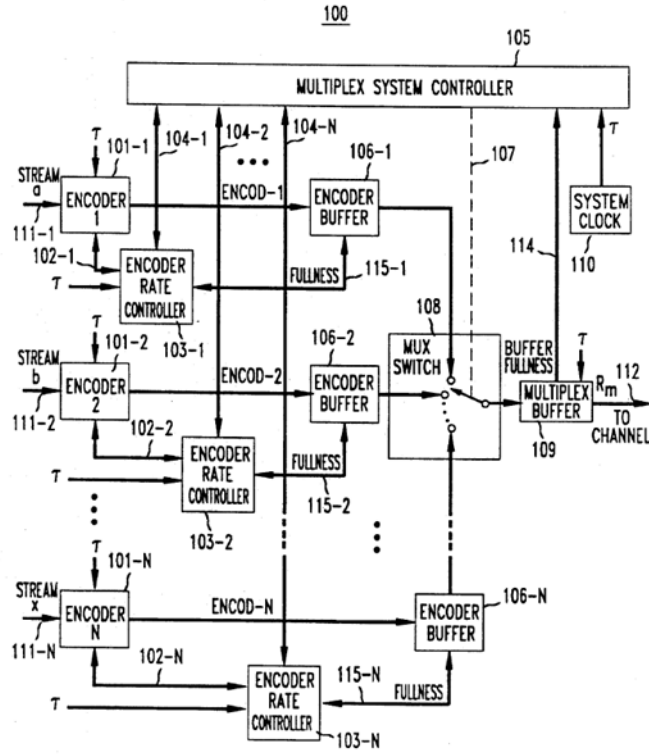 100
105
MULTIPLEX SYSTEM CONTROLLER
τ
101-1
104-1
104-2
104-N
106-1
107
τ
STREAM
a
ENCODER
1
ENCOD-1
ENCODER
BUFFER
SYSTEM
CLOCK
111-1
102-1
110
114
τ
ENCODER
RATE
CONTROLLER
FULLNESS
115-1
103-1
108
τ
101-2
106-2
MUX
SWITCH
BUFFER
FULLNESS
τ
STREAM
b
ENCODER
2
ENCOD-2
ENCODER
BUFFER
MULTIPLEX
BUFFER
Rm
112
TO
CHANNEL
111-2
109
102-2
τ
ENCODER
RATE
CONTROLLER
FULLNESS
115-2
103-2
τ
101-N
STREAM
x
ENCODER
N
ENCOD-N
ENCODER
BUFFER
106-N
111-N
102-N
τ
ENCODER
RATE
CONTROLLER
115-N
FULLNESS
103-N